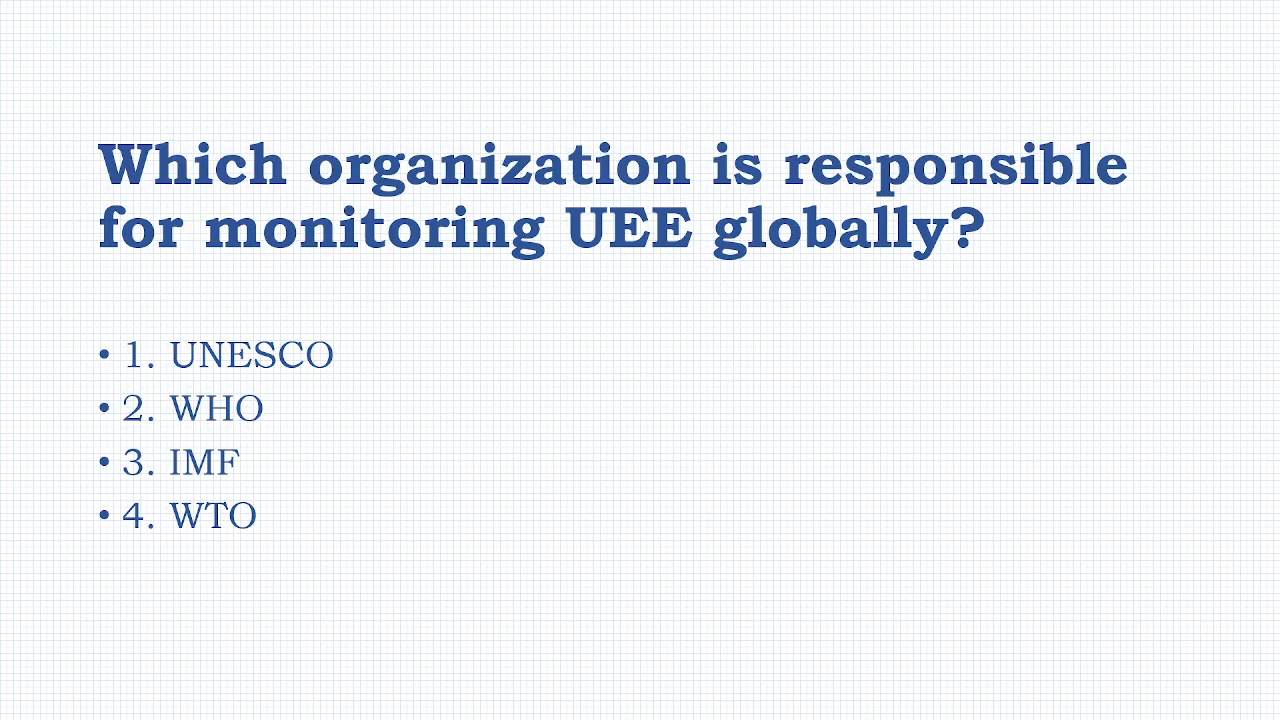 Which organization is responsible
for monitoring UEE globally?
• 1. UNESCO
• 2. WHO
• 3. IMF
• 4. WTO